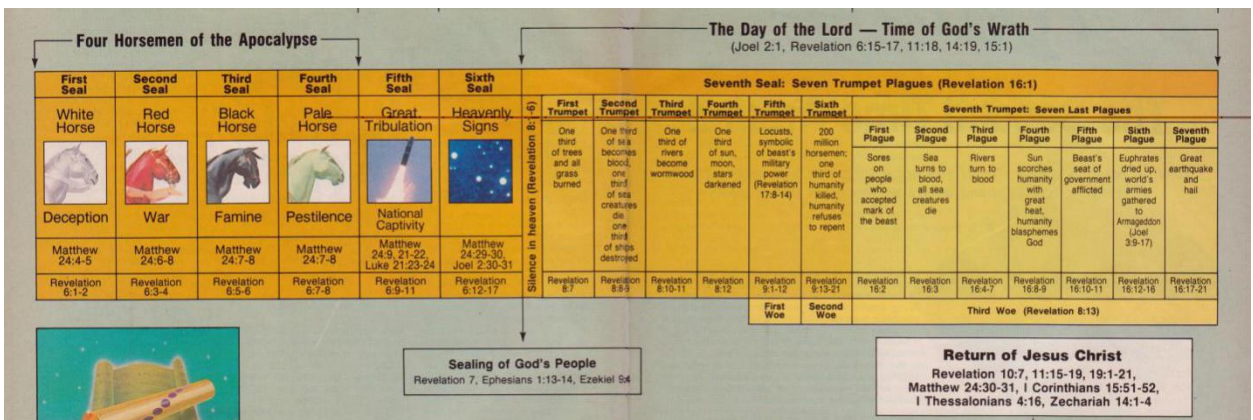 Four Horsemen of the Apocalypse
The Day of the Lord — Time of God's Wrath
(Joel 2:1, Revelation 6:15-17, 11:18, 14:19, 15:1)
First
Seal
White
Horse
Deception
Matthew
24:4-5
Revelation
6:1-2
Second
Seal
Red
Horse
War
Matthew
24:6-8
Revelation
6:3-4
Third
Seal
Black
Horse
Famine
Matthew
24:7-8
Revelation
6:5-6
Fourth
Seal
Pale
Horse
Pestilence
Matthew
24:7-8
Revelation
6:7-8
Fifth
Seal
Great
Tribulation
National
Captivity
Matthew
24:9, 21-22,
Luke 21:23-24
Revelation
6:9-11
Sixth
Seal
Heavenly
Signs
Matthew
24:29-30,
Joel 2:30-31
Revelation
6:12-17
Silence in heaven (Revelation 8:1-6)
Seventh Seal: Seven Trumpet Plagues (Revelation 16:1)
First
Trumpet
One
third
of trees
and all
grass
burned
Revelation
8:7
Second
Trumpet
One third
of sea
becomes
blood,
one
third
of sea
creatures
die
one
third
of ships
destroyed
Revelation
8:8-9
Third
Trumpet
One
third of
rivers
become
wormwood
Revelation
8:10-11
Fourth
Trumpet
One
third
of sun,
moon,
stars
darkened
Revelation
8:12
Fifth
Trumpet
Locusts,
symbolic
of beast's
military
power
(Revelation
17:8-14)
Revelation
9:1-12
First
Woe
Sixth
Trumpet
200
million
horsemen;
one
third of
humanity
killed,
humanity
refuses
to repent
Revelation
9:13-21
Second
Woe
Seventh Trumpet: Seven Last Plagues
First
Plague
Sores
on
people
who
accepted
mark of
the beast
Revelation
16:2
Second
Plague
Sea
turns to
blood,
all sea
creatures
die
Revelation
16:3
Third
Plague
Rivers
turn to
blood
Revelation
16:4-7
Fourth
Plague
Sun
scorches
humanity
with
great
heat,
humanity
blasphemes
God
Revelation
16:8-9
Fifth
Plague
Beast's
seat of
government
afflicted
Revelation
16:10-11
Sixth
Plague
Euphrates
dried up,
world's
armies
gathered
to
Armageddon
(Joel
3:9-17)
Revelation
16:12-16
Seventh
Plague
Great
earthquake
and
hail
Revelation
16:17-21
Third Woe (Revelation 8:13)
Sealing of God's People
Revelation 7, Ephesians 1:13-14, Ezekiel 9:4
Return of Jesus Christ
Revelation 10:7, 11:15-19, 19:1-21,
Matthew 24:30-31, I Corinthians 15:51-52,
I Thessalonians 4:16, Zechariah 14:1-4